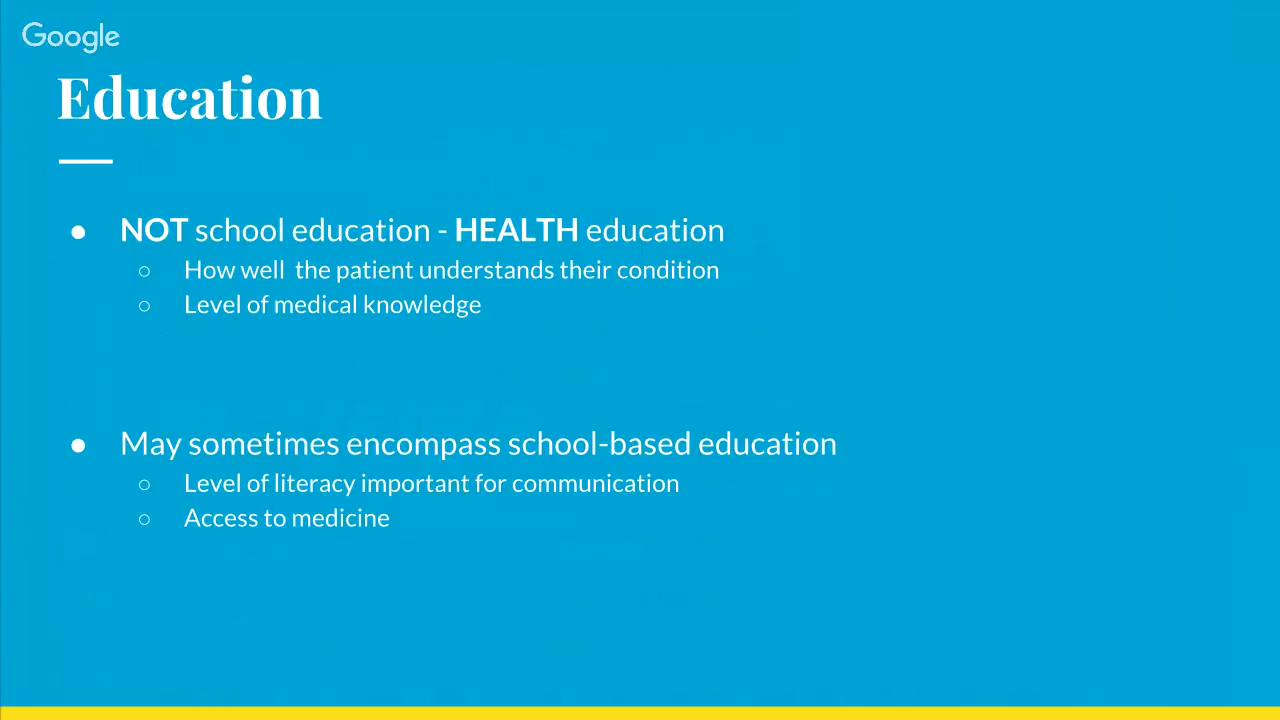 Google
Education
● NOT school education - HEALTH education
○ How well  the patient understands their condition
○ Level of medical knowledge
● May sometimes encompass school-based education
○ Level of literacy important for communication
○ Access to medicine